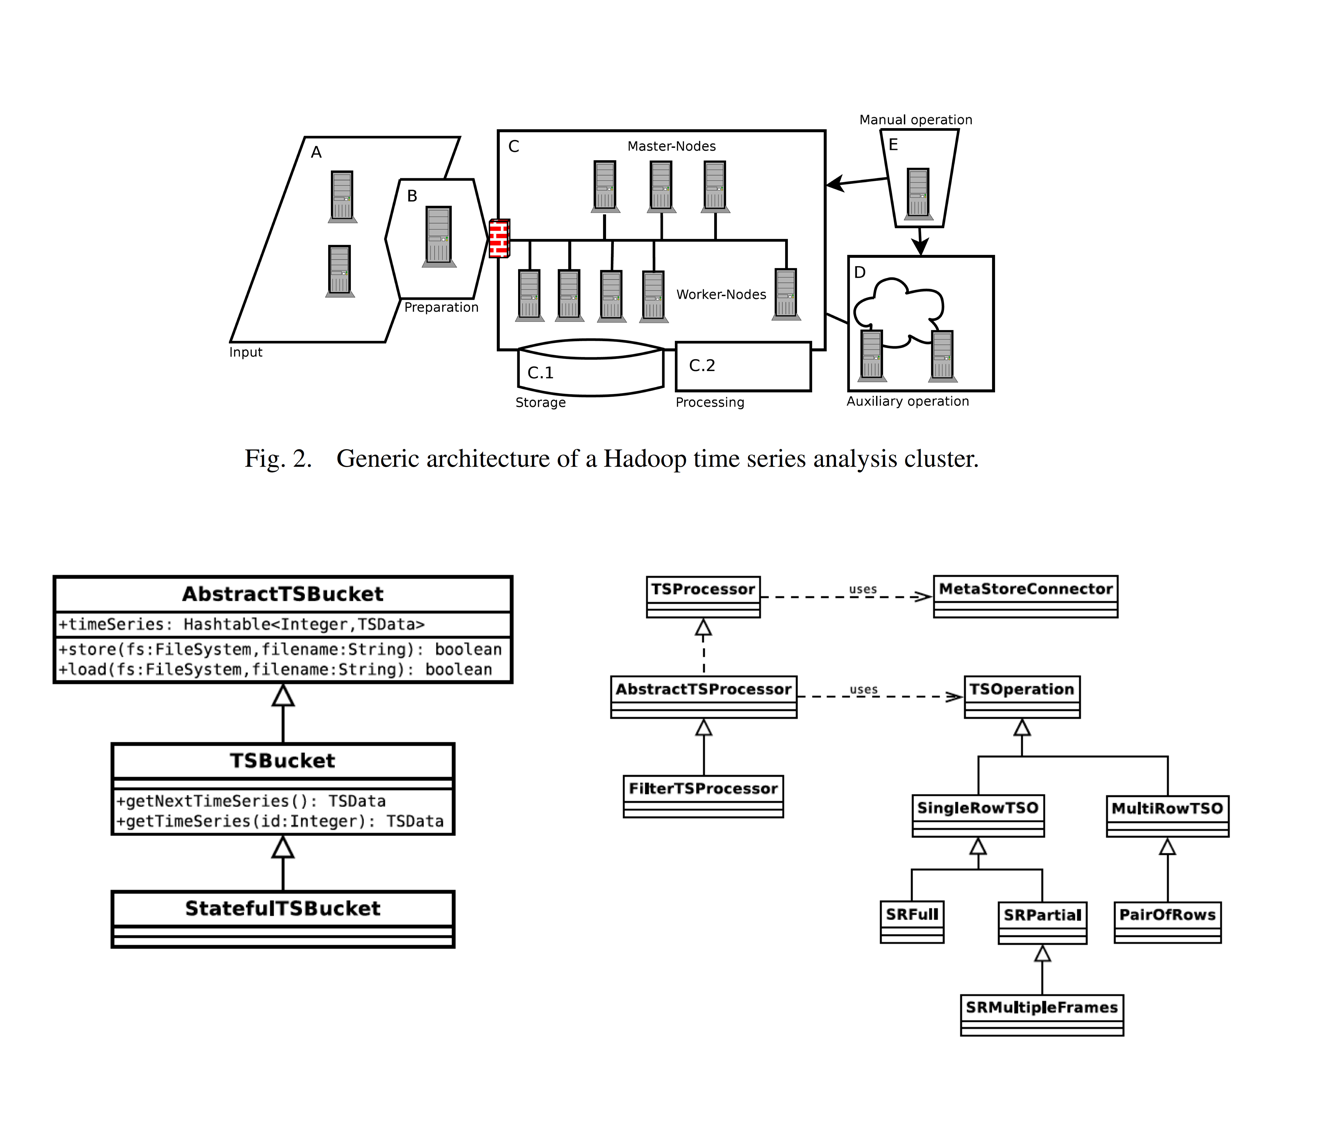 Manual operation
A
B
C
Master-Nodes
E
Worker-Nodes
D
Preparation
Input
C.1
C.2
Storage
Processing
Auxiliary operation
Fig. 2. Generic architecture of a Hadoop time series analysis cluster.
AbstractTSBucket
+timeSeries: Hashtable<Integer,TSData>
+store(fs:FileSystem,filename:String): boolean
+load(fs:FileSystem,filename:String): boolean
TSBucket
+getNextTimeSeries(): TSData
+getTimeSeries(id:Integer): TSData
StatefulTSBucket
TSProcessor
uses
MetaStoreConnector
AbstractTSProcessor
uses
TSOperation
FilterTSProcessor
SingleRowTSO
MultiRowTSO
SRFull
SRPartial
PairOfRows
SRMultipleFrames